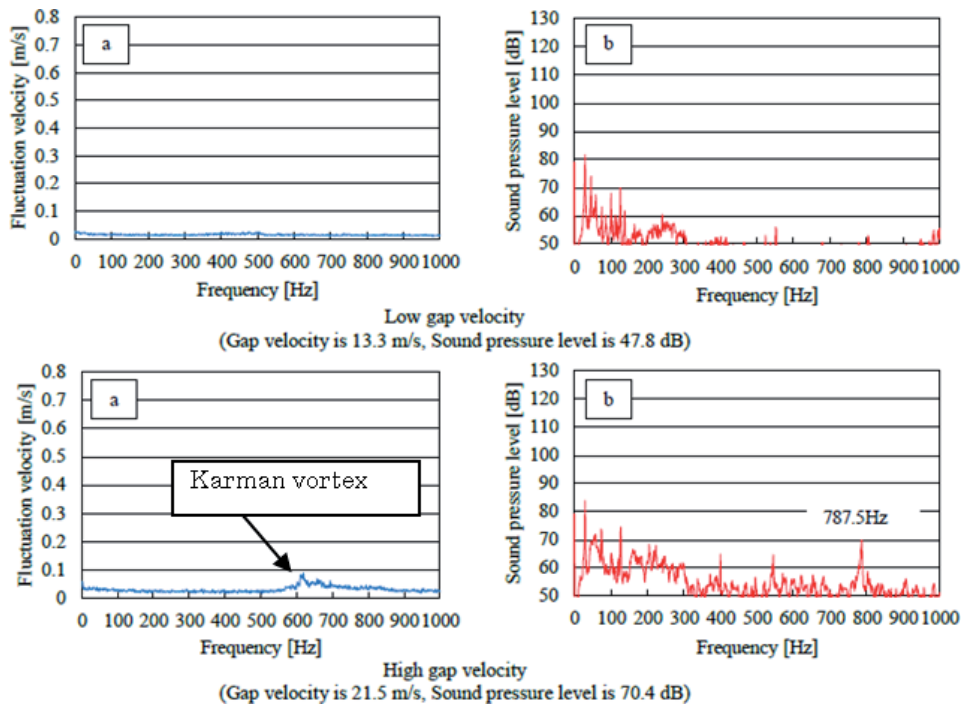 Fluctuation velocity [m/s]
0.8
0.7
0.6
0.5
0.4
0.3
0.2
0.1
0
a
0 100 200 300 400 500 600 700 800 900 1000
Frequency [Hz]
Sound pressure level [dB]
130
120
110
100
90
80
70
60
50
b
0 100 200 300 400 500 600 700 800 900 1000
Frequency [Hz]
Low gap velocity
(Gap velocity is 13.3 m/s, Sound pressure level is 47.8 dB)
Fluctuation velocity [m/s]
0.8
0.7
0.6
0.5
0.4
0.3
0.2
0.1
0
a
Karman vortex
0 100 200 300 400 500 600 700 800 900 1000
Frequency [Hz]
Sound pressure level [dB]
130
120
110
100
90
80
70
60
50
b
787.5Hz
0 100 200 300 400 500 600 700 800 900 1000
Frequency [Hz]
High gap velocity
(Gap velocity is 21.5 m/s, Sound pressure level is 70.4 dB)